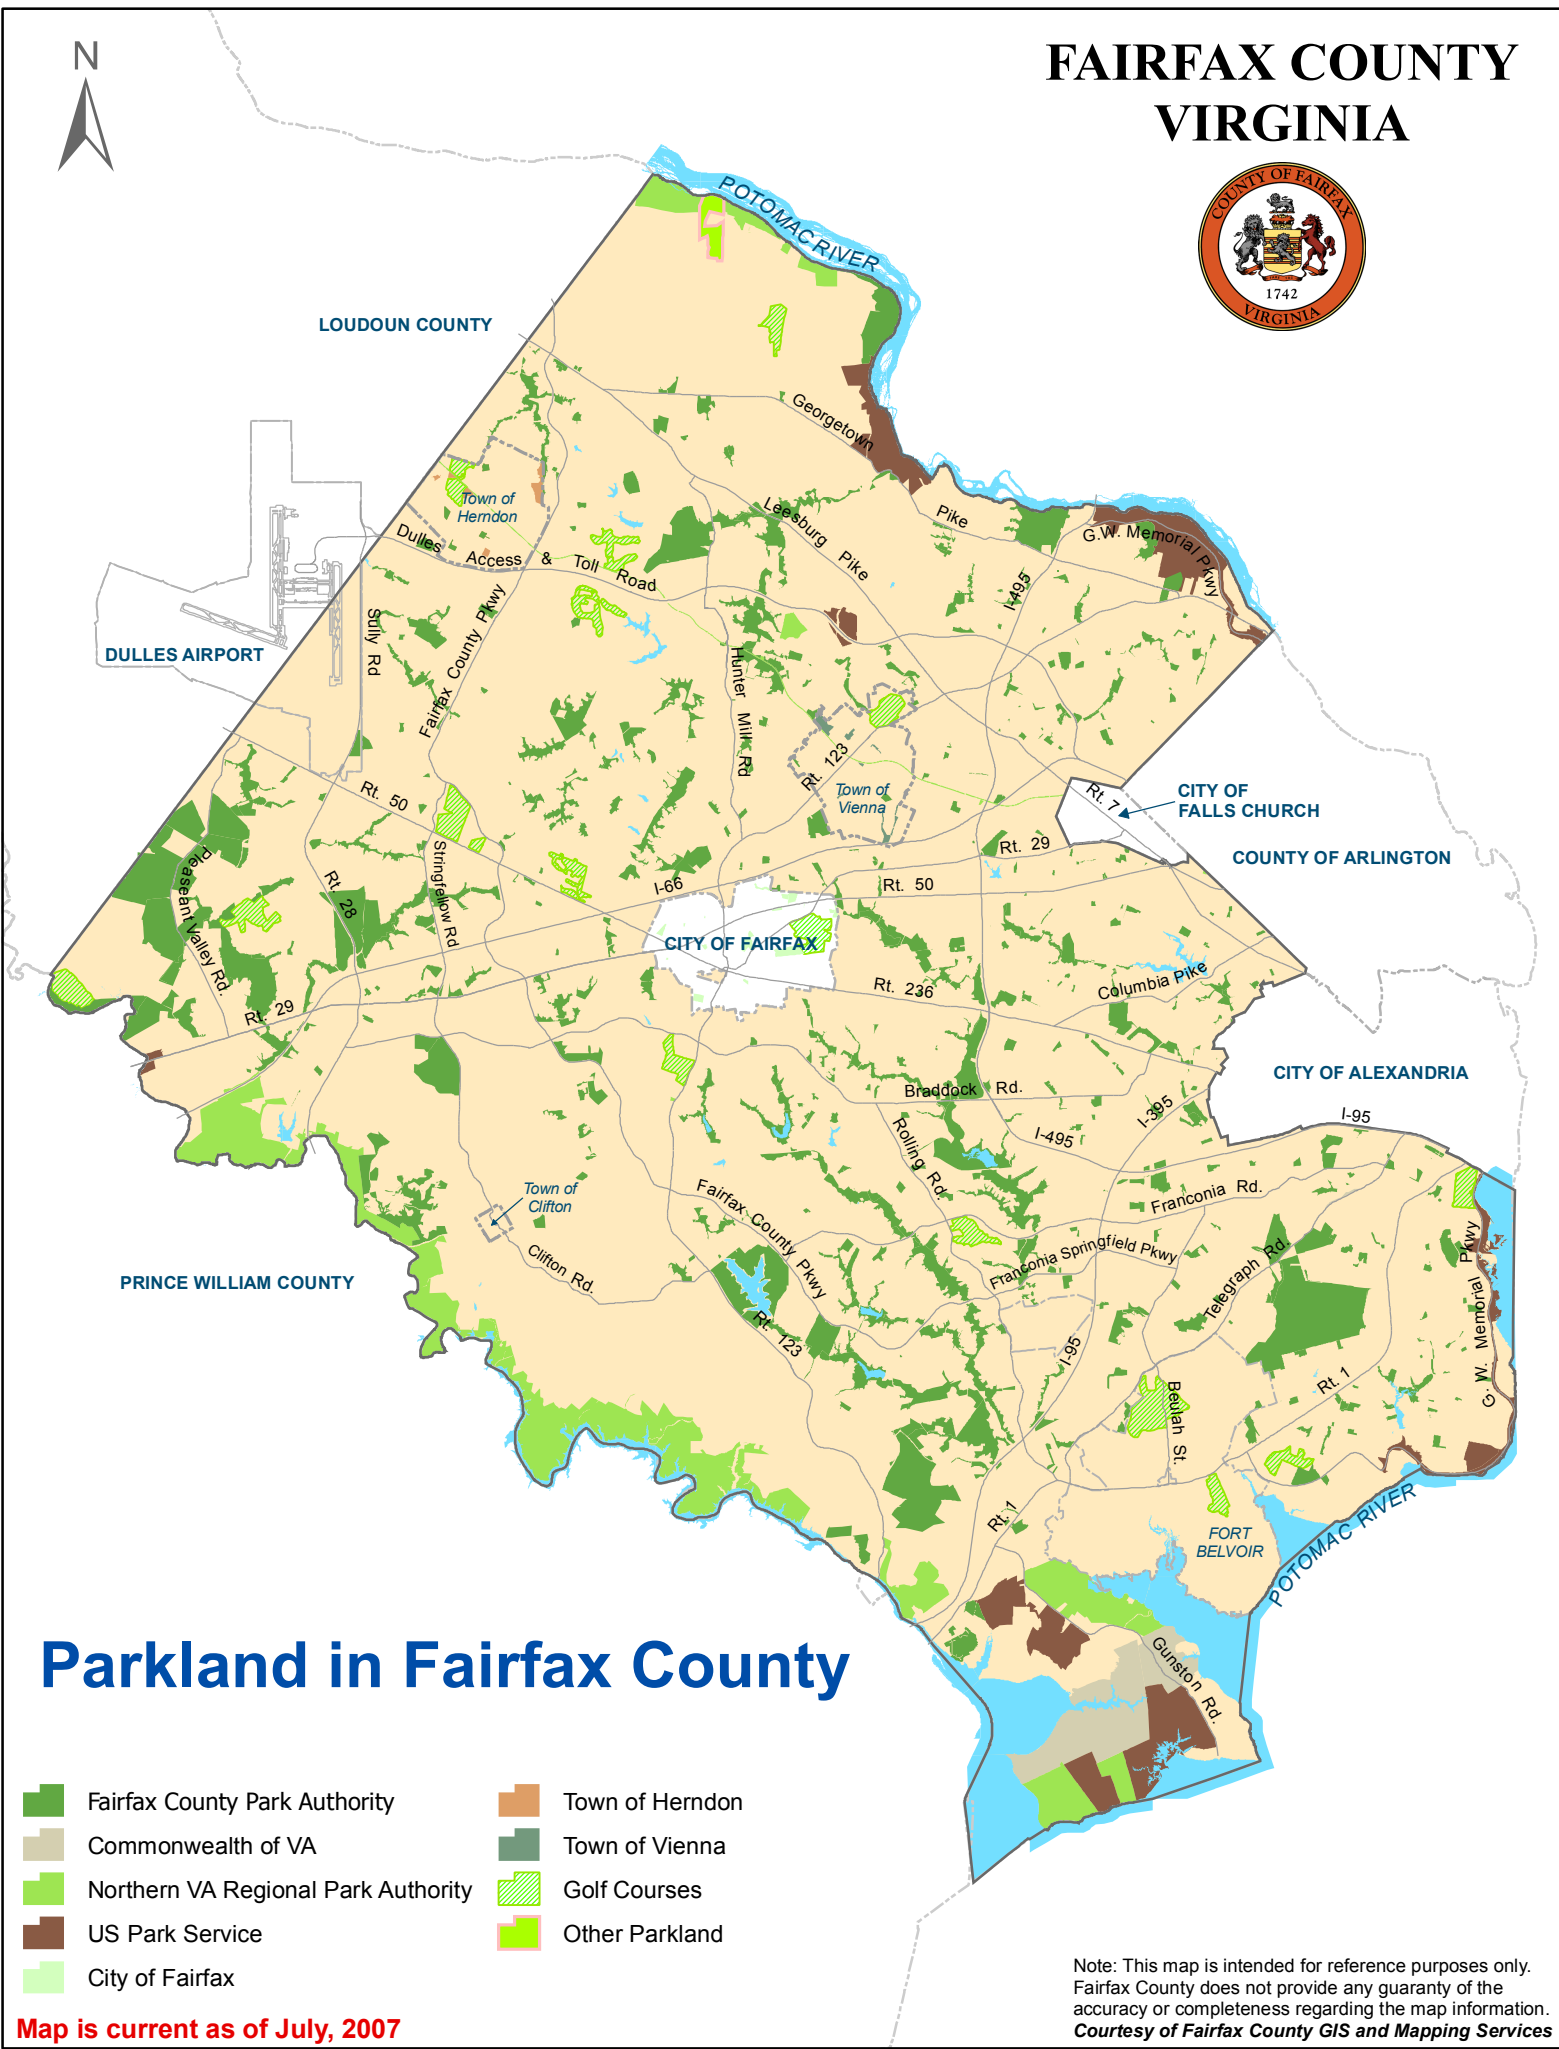 N
FAIRFAX COUNTY
VIRGINIA
COUNTY OF FAIRFAX
1742
VIRGINIA
POTOMAC RIVER
LOUDOUN COUNTY
Georgetown
Pike
Town of
Herndon
Leesburg Pike
G.W. Memorial Pkwy
Dulles Access & Toll Road
I-495
Sully Rd
Fairfax County Pkwy
DULLES AIRPORT
Hunter Mill Rd
Rt. 123
Town of
Vienna
Rt. 50
Rt. 7
CITY OF
FALLS CHURCH
Pleaseant Valley Rd.
Stringfellow Rd
Rt. 28
Rt. 29
COUNTY OF ARLINGTON
I-66
Rt. 50
CITY OF FAIRFAX
Rt. 236
Columbia Pike
Rt. 29
CITY OF ALEXANDRIA
Braddock Rd.
I-395
I-95
Rolling Rd.
I-495
Town of
Clifton
Fairfax County Pkwy
Franconia Rd.
Clifton Rd.
Franconia Springfield Pkwy
Telegraph Rd.
G. W. Memorial Pkwy
PRINCE WILLIAM COUNTY
Rt. 123
I-95
Beulah St.
Rt. 1
Rt. 1
FORT
BELVOIR
POTOMAC RIVER
Gunston Rd.
Parkland in Fairfax County
Fairfax County Park Authority
Commonwealth of VA
Northern VA Regional Park Authority
US Park Service
City of Fairfax
Town of Herndon
Town of Vienna
Golf Courses
Other Parkland
Map is current as of July, 2007
Note: This map is intended for reference purposes only.
Fairfax County does not provide any guaranty of the
accuracy or completeness regarding the map information.
Courtesy of Fairfax County GIS and Mapping Services